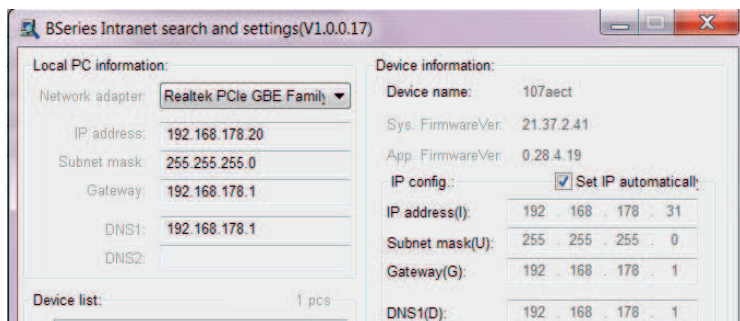 BSeries Intranet search and settings(V1.0.0.17)
Local PC information:
Network adapter: Realtek PCIe GBE Family
IP address: 192.168.178.20
Subnet mask: 255.255.255.0
Gateway: 192.168.178.1
DNS1: 192.168.178.1
DNS2:
Device list: 1 pcs
Device information:
Device name: 107aect
Sys. FirmwareVer: 21.37.2.41
App. FirmwareVer: 0.28.4.19
IP config.: Set IP automatically
IP address(I): 192 . 168 . 178 . 31
Subnet mask(U): 255 . 255 . 255 . 0
Gateway(G): 192 . 168 . 178 . 1
DNS1(D): 192 . 168 . 178 . 1